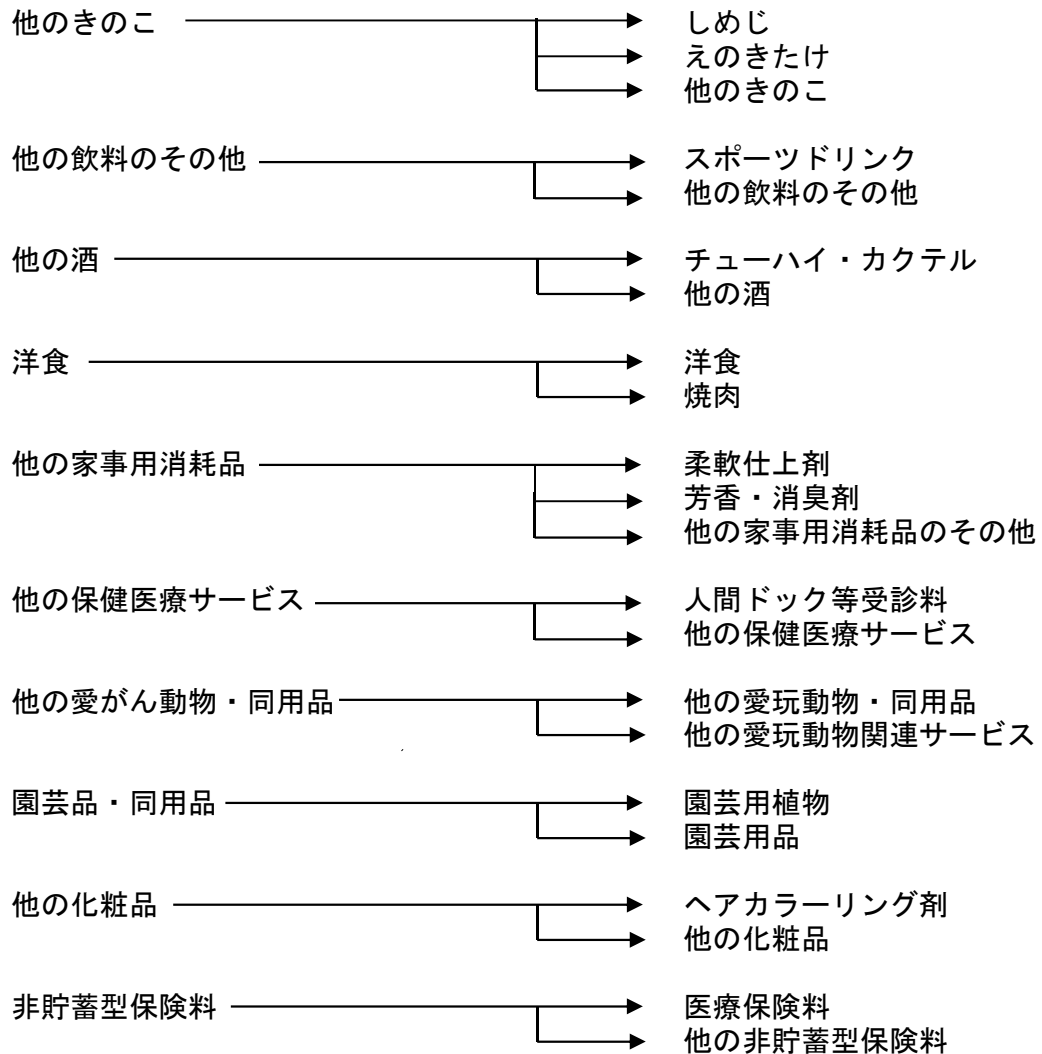 他のきのこ しめじ
えのきたけ
他のきのこ
他の飲料のその他 スポーツドリンク
他の飲料のその他
他の酒 チューハイ・カクテル
他の酒
洋食 洋食
焼肉
他の家事用消耗品 柔軟仕上剤
芳香・消臭剤
他の家事用消耗品のその他
他の保健医療サービス 人間ドック等受診料
他の保健医療サービス
他の愛がん動物・同用品 他の愛玩動物・同用品
他の愛玩動物関連サービス
園芸品・同用品 園芸用植物
園芸用品
他の化粧品 ヘアカラーリング剤
他の化粧品
非貯蓄型保険料 医療保険料
他の非貯蓄型保険料